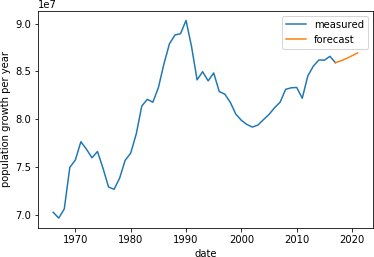 1e7
measured
forecast
population growth per year
9.0
8.5
8.0
7.5
7.0
1970 1980 1990 2000 2010 2020
date